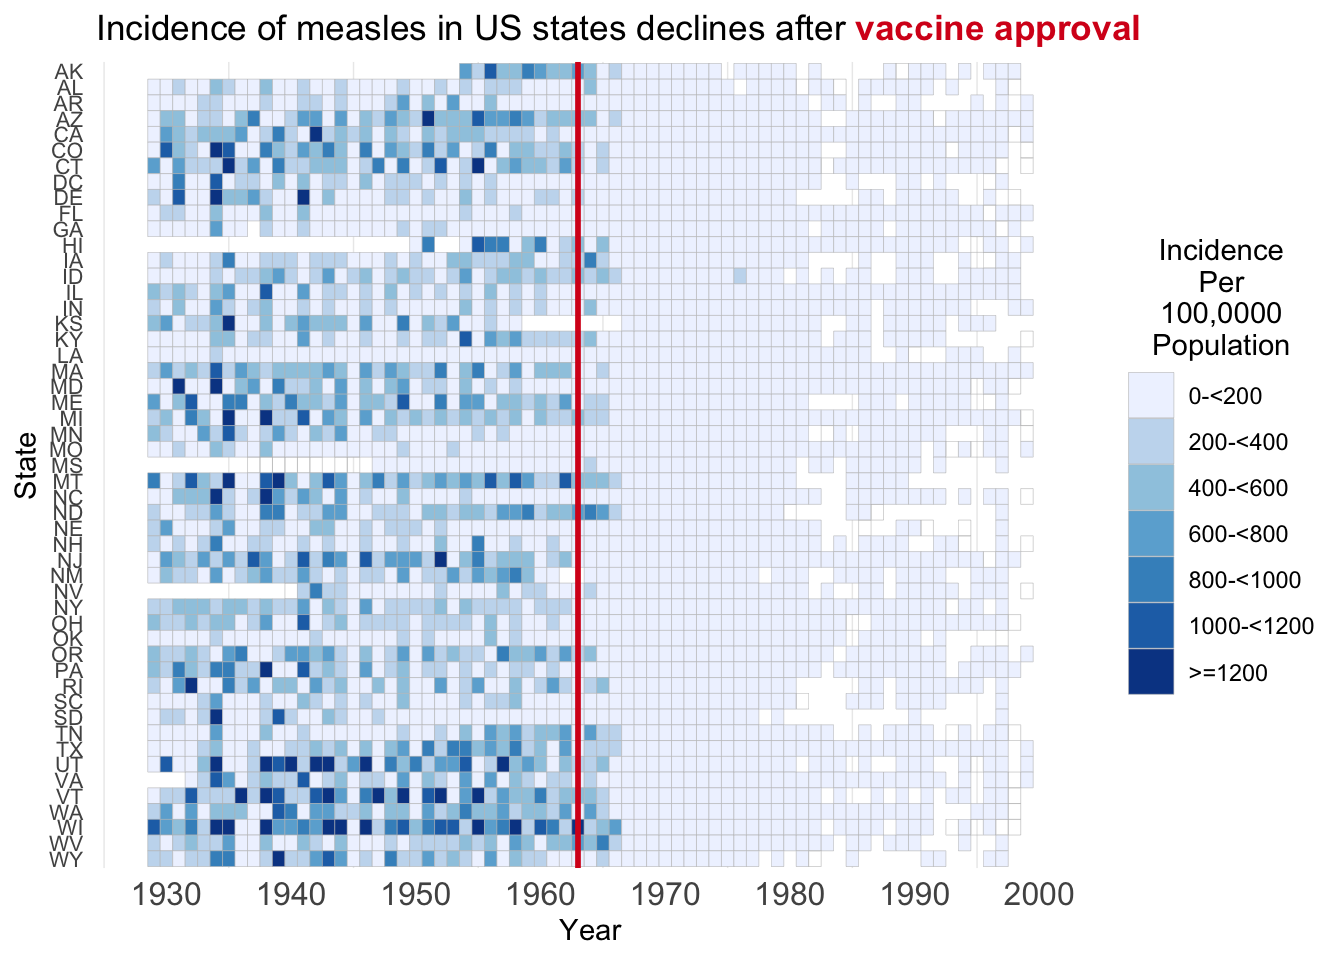 Incidence of measles in US states declines after vaccine approval
State
AK
AL
AR
AZ
CA
CO
CT
DC
DE
FL
GA
HI
IA
ID
IL
IN
KS
KY
LA
MA
MD
ME
MI
MN
MO
MS
MT
NC
ND
NE
NH
NJ
NM
NV
NY
OH
OK
OR
PA
RI
SC
SD
TN
TX
UT
VA
VT
WA
WI
WV
WY
1930 1940 1950 1960 1970 1980 1990 2000
Year
Incidence
Per
100,0000
Population
0-<200
200-<400
400-<600
600-<800
800-<1000
1000-<1200
>=1200